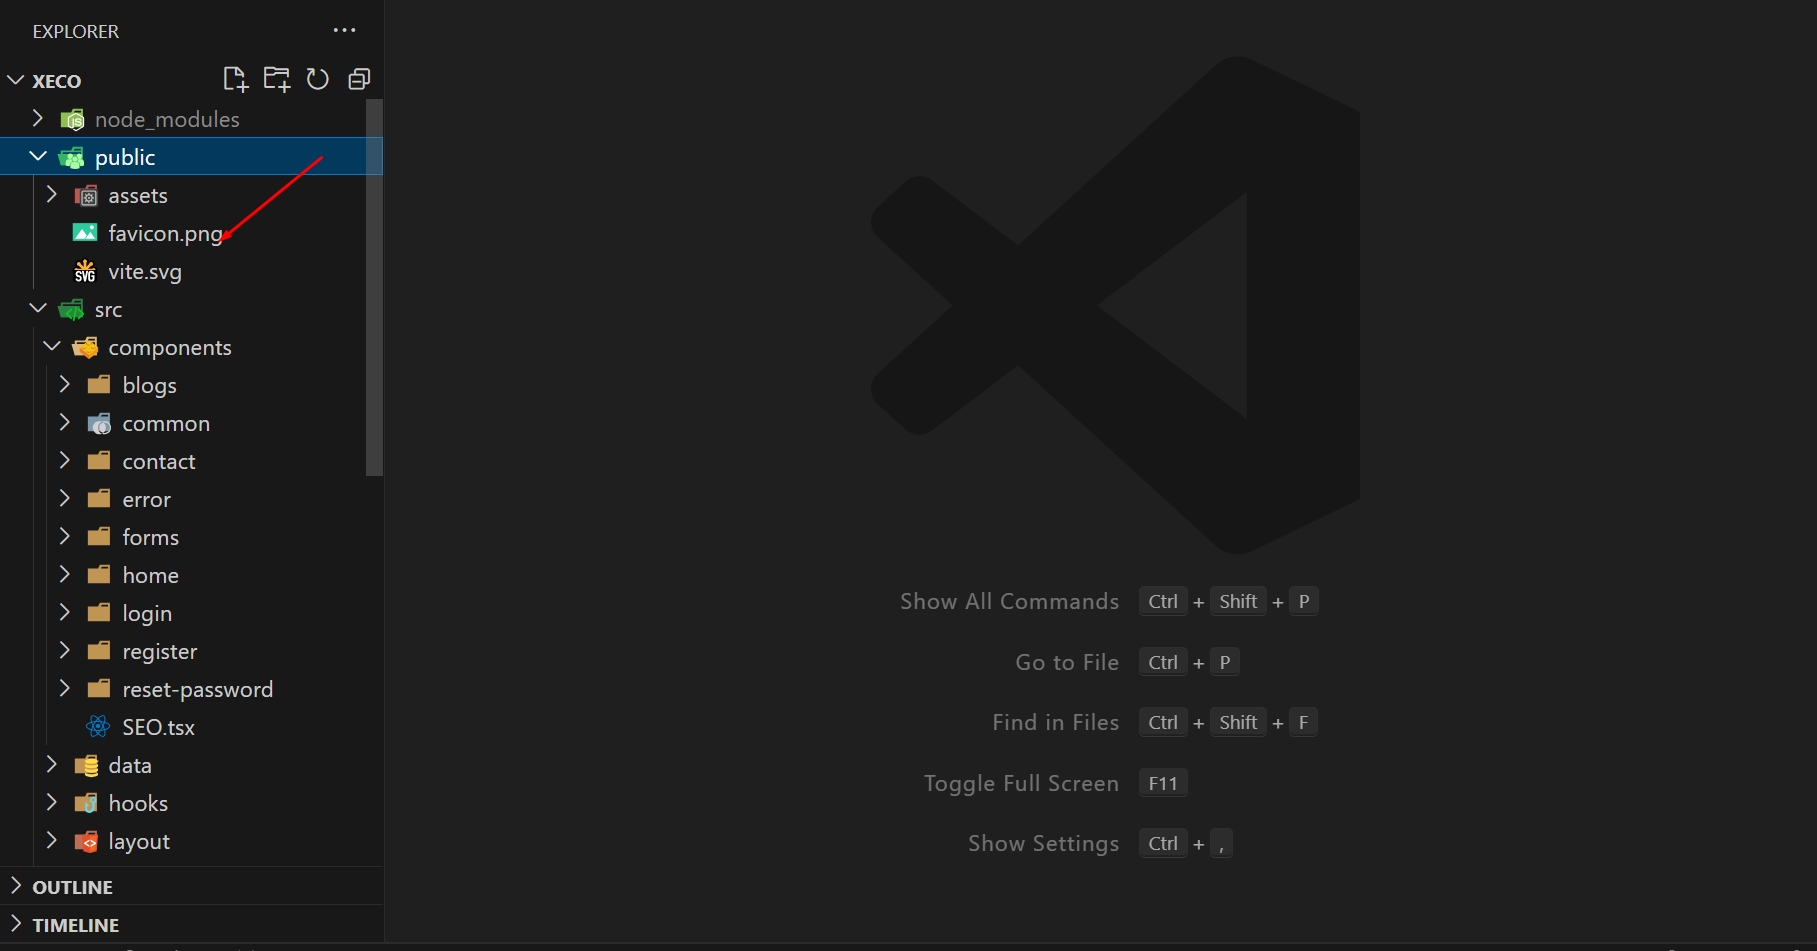 EXPLORER
XECO
node_modules
public
assets
favicon.png
vite.svg
src
components
blogs
common
contact
error
forms
home
login
register
reset-password
SEO.tsx
data
hooks
layout
OUTLINE
TIMELINE
Show All Commands Ctrl + Shift + P
Go to File Ctrl + P
Find in Files Ctrl + Shift + F
Toggle Full Screen F11
Show Settings Ctrl + ,